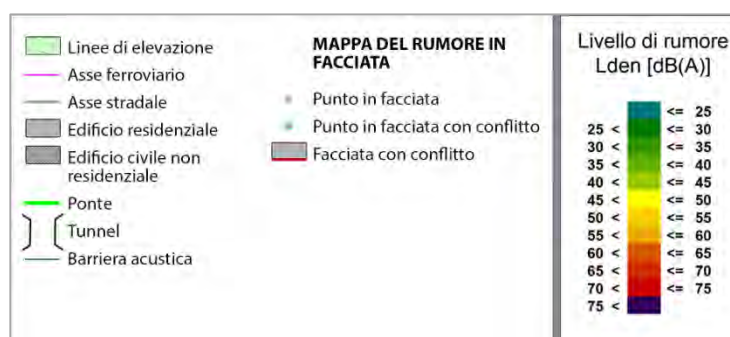 Linee di elevazione
Asse ferroviario
Asse stradale
Edificio residenziale
Edificio civile non
residenziale
Ponte
Tunnel
Barriera acustica
MAPPA DEL RUMORE IN
FACCIATA
Punto in facciata
Punto in facciata con conflitto
Facciata con conflitto
Livello di rumore
Lden [dB(A)]
<= 25
25 < <= 30
30 < <= 35
35 < <= 40
40 < <= 45
45 < <= 50
50 < <= 55
55 < <= 60
60 < <= 65
65 < <= 70
70 < <= 75
75 <